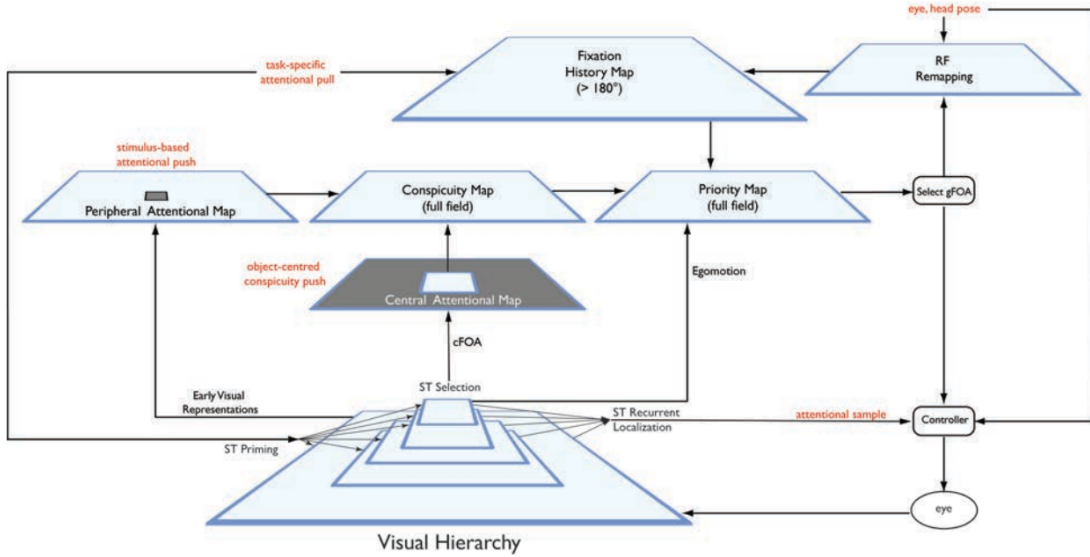 eye, head pose
task-specific
attentional pull
Fixation
History Map
(> 180°)
RF
Remapping
stimulus-based
attentional push
Peripheral Attentional Map
Conspicuity Map
(full field)
Priority Map
(full field)
Select gFOA
object-centred
conspicuity push
Central Attentional Map
Egomotion
cFOA
ST Selection
Early Visual
Representations
ST Priming
ST Recurrent
Localization
attentional sample
Controller
eye
Visual Hierarchy